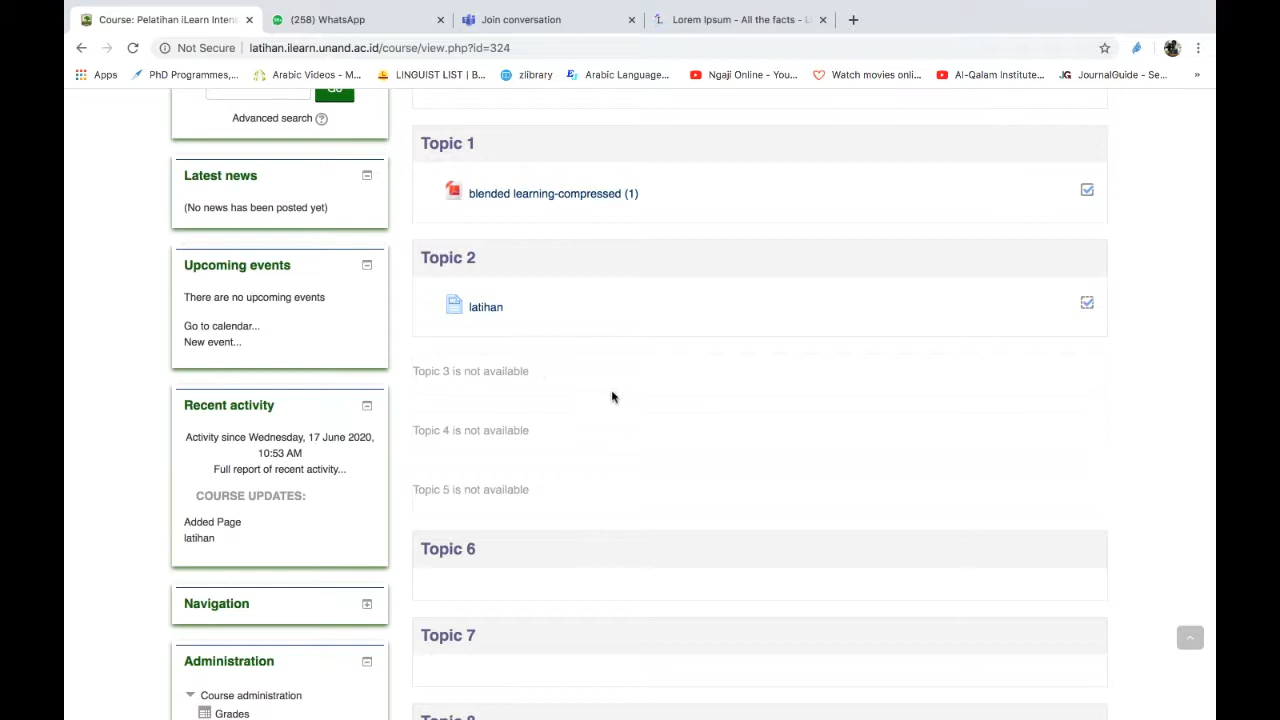 Course: Pelatihan iLearn Intens
(258) WhatsApp
Join conversation
Lorem Ipsum - All the facts - Li
Not Secure
latihan.ilearn.unand.ac.id/course/view.php?id=324
Apps
PhD Programmes,...
Arabic Videos - M...
LINGUIST LIST | B...
zlibrary
Arabic Language...
Ngaji Online - You...
Watch movies onli...
Al-Qalam Institute...
JournalGuide - Se...
»
Go
Advanced search
Latest news
(No news has been posted yet)
Upcoming events
There are no upcoming events
Go to calendar...
New event...
Recent activity
Activity since Wednesday, 17 June 2020,
10:53 AM
Full report of recent activity...
COURSE UPDATES:
Added Page
latihan
Navigation
Administration
Course administration
Grades
Topic 1
blended learning-compressed (1)
Topic 2
latihan
Topic 3 is not available
Topic 4 is not available
Topic 5 is not available
Topic 6
Topic 7
Topic 8